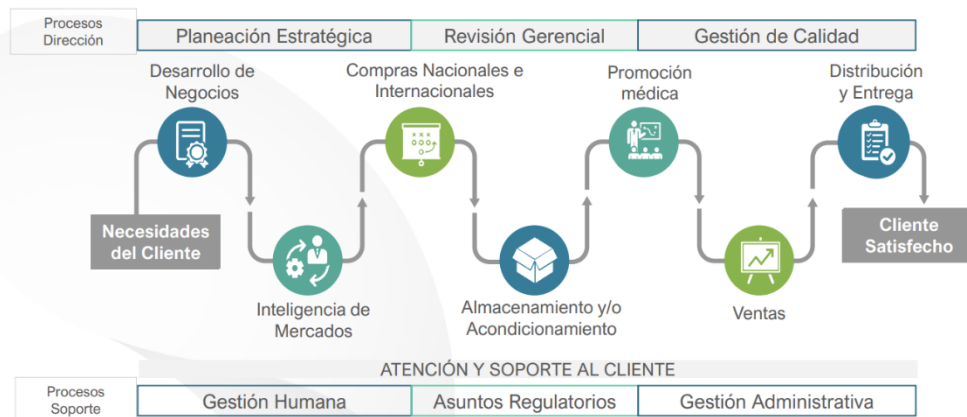 Procesos
Dirección
Planeación Estratégica
Revisión Gerencial
Gestión de Calidad
Desarrollo de
Negocios
Compras Nacionales e
Internacionales
Promoción
médica
Distribución
y Entrega
Necesidades
del Cliente
Cliente
Satisfecho
Inteligencia de
Mercados
Almacenamiento y/o
Acondicionamiento
Ventas
ATENCIÓN Y SOPORTE AL CLIENTE
Procesos
Soporte
Gestión Humana
Asuntos Regulatorios
Gestión Administrativa